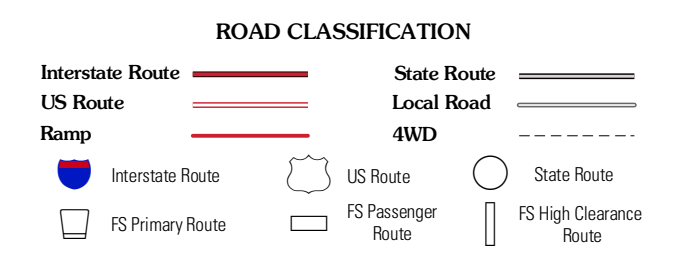 ROAD CLASSIFICATION
Interstate Route
State Route
US Route
Local Road
Ramp
4WD
Interstate Route
US Route
State Route
FS Primary Route
FS Passenger
Route
FS High Clearance
Route